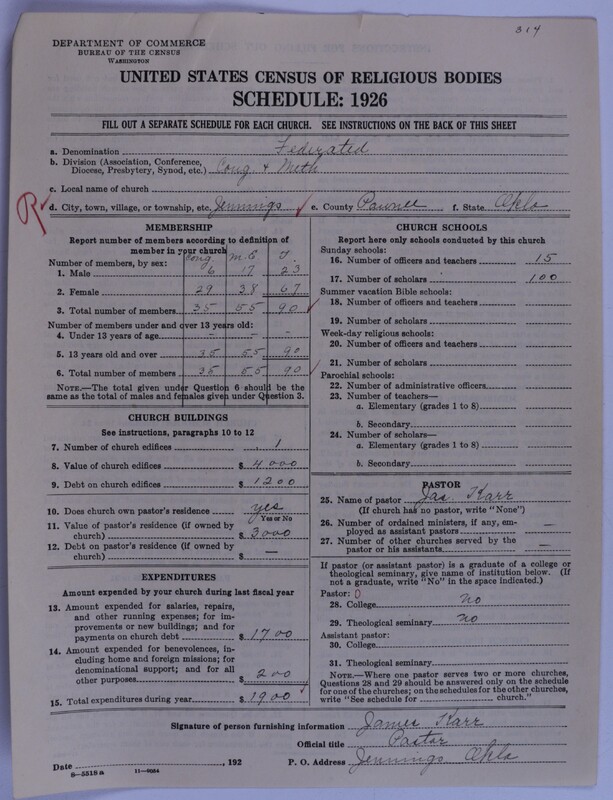 314
DEPARTMENT OF COMMERCE
BUREAU OF THE CENSUS
WASHINGTON
UNITED STATES CENSUS OF RELIGIOUS BODIES
SCHEDULE: 1926
FILL OUT A SEPARATE SCHEDULE FOR EACH CHURCH. SEE INSTRUCTIONS ON THE BACK OF THIS SHEET
a. Denomination Federated
b. Division (Association, Conference,
Diocese, Presbytery, Synod, etc.) Cong & Meth
c. Local name of church
R d. City, town, village, or township, etc. Jennings e. County Pawnee f. State Okla
MEMBERSHIP
Report number of members according to definition of
member in your church
Cong M.E T.
Number of members, by sex:
1. Male 6 17 23
2. Female 29 38 67
3. Total number of members 35 55 90
Number of members under and over 13 years old:
4. Under 13 years of age - - -
5. 13 years old and over 35 55 90
6. Total number of members 35 55 90
NOTE.—The total given under Question 6 should be the
same as the total of males and females given under Question 3.
CHURCH BUILDINGS
See instructions, paragraphs 10 to 12
7. Number of church edifices 1
8. Value of church edifices $ 4000
9. Debt on church edifices $ 1200
10. Does church own pastor's residence yes
Yes or No
11. Value of pastor's residence (if owned by
church) $ 3000
12. Debt on pastor's residence (if owned by
church) $ —
EXPENDITURES
Amount expended by your church during last fiscal year
13. Amount expended for salaries, repairs,
and other running expenses; for im-
provements or new buildings; and for
payments on church debt $ 1700
14. Amount expended for benevolences, in-
cluding home and foreign missions; for
denominational support; and for all
other purposes $ 200
15. Total expenditures during year $ 1900
CHURCH SCHOOLS
Report here only schools conducted by this church
Sunday schools:
16. Number of officers and teachers 15
17. Number of scholars 100
Summer vacation Bible schools:
18. Number of officers and teachers
19. Number of scholars
Week-day religious schools:
20. Number of officers and teachers
21. Number of scholars
Parochial schools:
22. Number of administrative officers
23. Number of teachers—
a. Elementary (grades 1 to 8)
b. Secondary
24. Number of scholars—
a. Elementary (grades 1 to 8)
b. Secondary
PASTOR
25. Name of pastor Jas. Karr
(If church has no pastor, write "None")
26. Number of ordained ministers, if any, em-
ployed as assistant pastors —
27. Number of other churches served by the
pastor or his assistants —
If pastor (or assistant pastor) is a graduate of a college or
theological seminary, give name of institution below. (If
not a graduate, write "No" in the space indicated.)
Pastor: 0
28. College no
29. Theological seminary no
Assistant pastor:
30. College
31. Theological seminary
NOTE.—Where one pastor serves two or more churches,
Questions 28 and 29 should be answered only on the schedule
for one of the churches; on the schedules for the other churches,
write "See schedule for church."
Signature of person furnishing information James Karr
Official title Pastor
Date , 192 P. O. Address Jennings Okla
8—5518a 11—9054